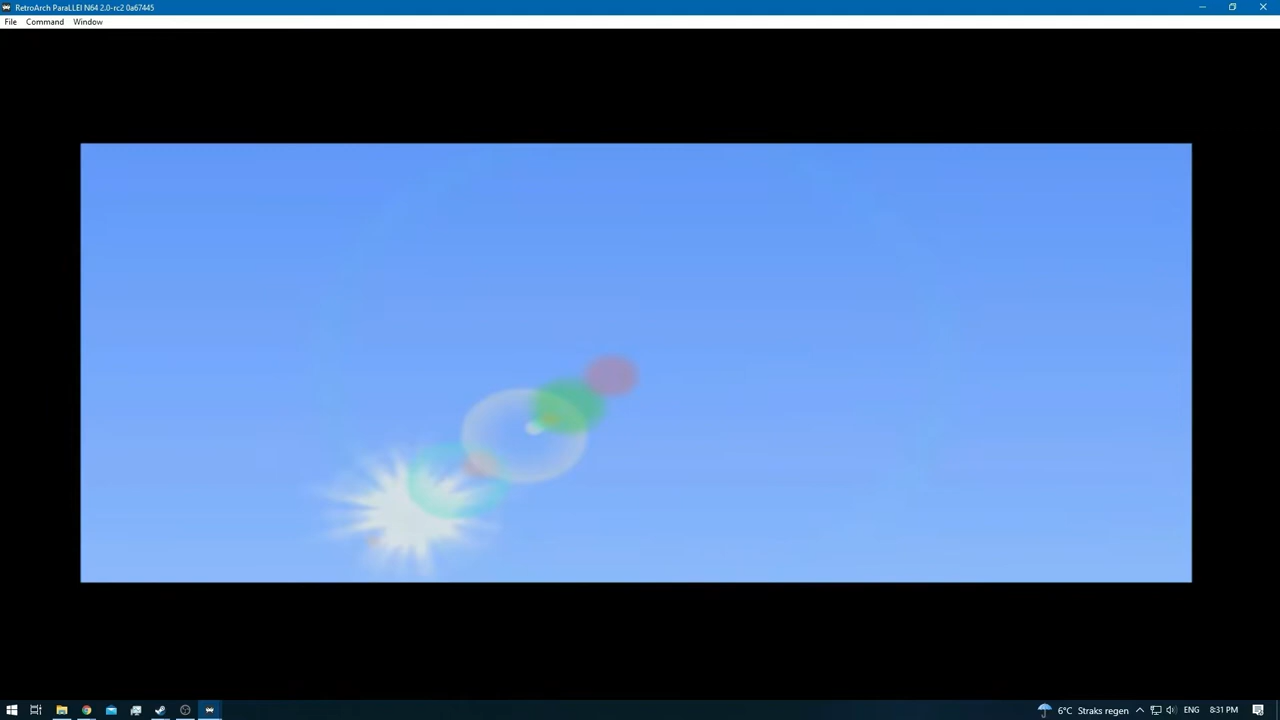 RetroArch ParaLLEl N64 2.0-rc2 0a67445
File Command Window
6°C Straks regen ENG 8:31 PM